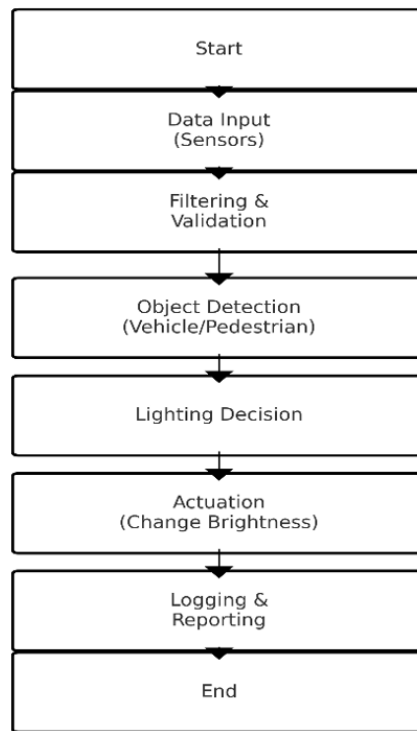 Start
Data Input
(Sensors)
Filtering &
Validation
Object Detection
(Vehicle/Pedestrian)
Lighting Decision
Actuation
(Change Brightness)
Logging &
Reporting
End